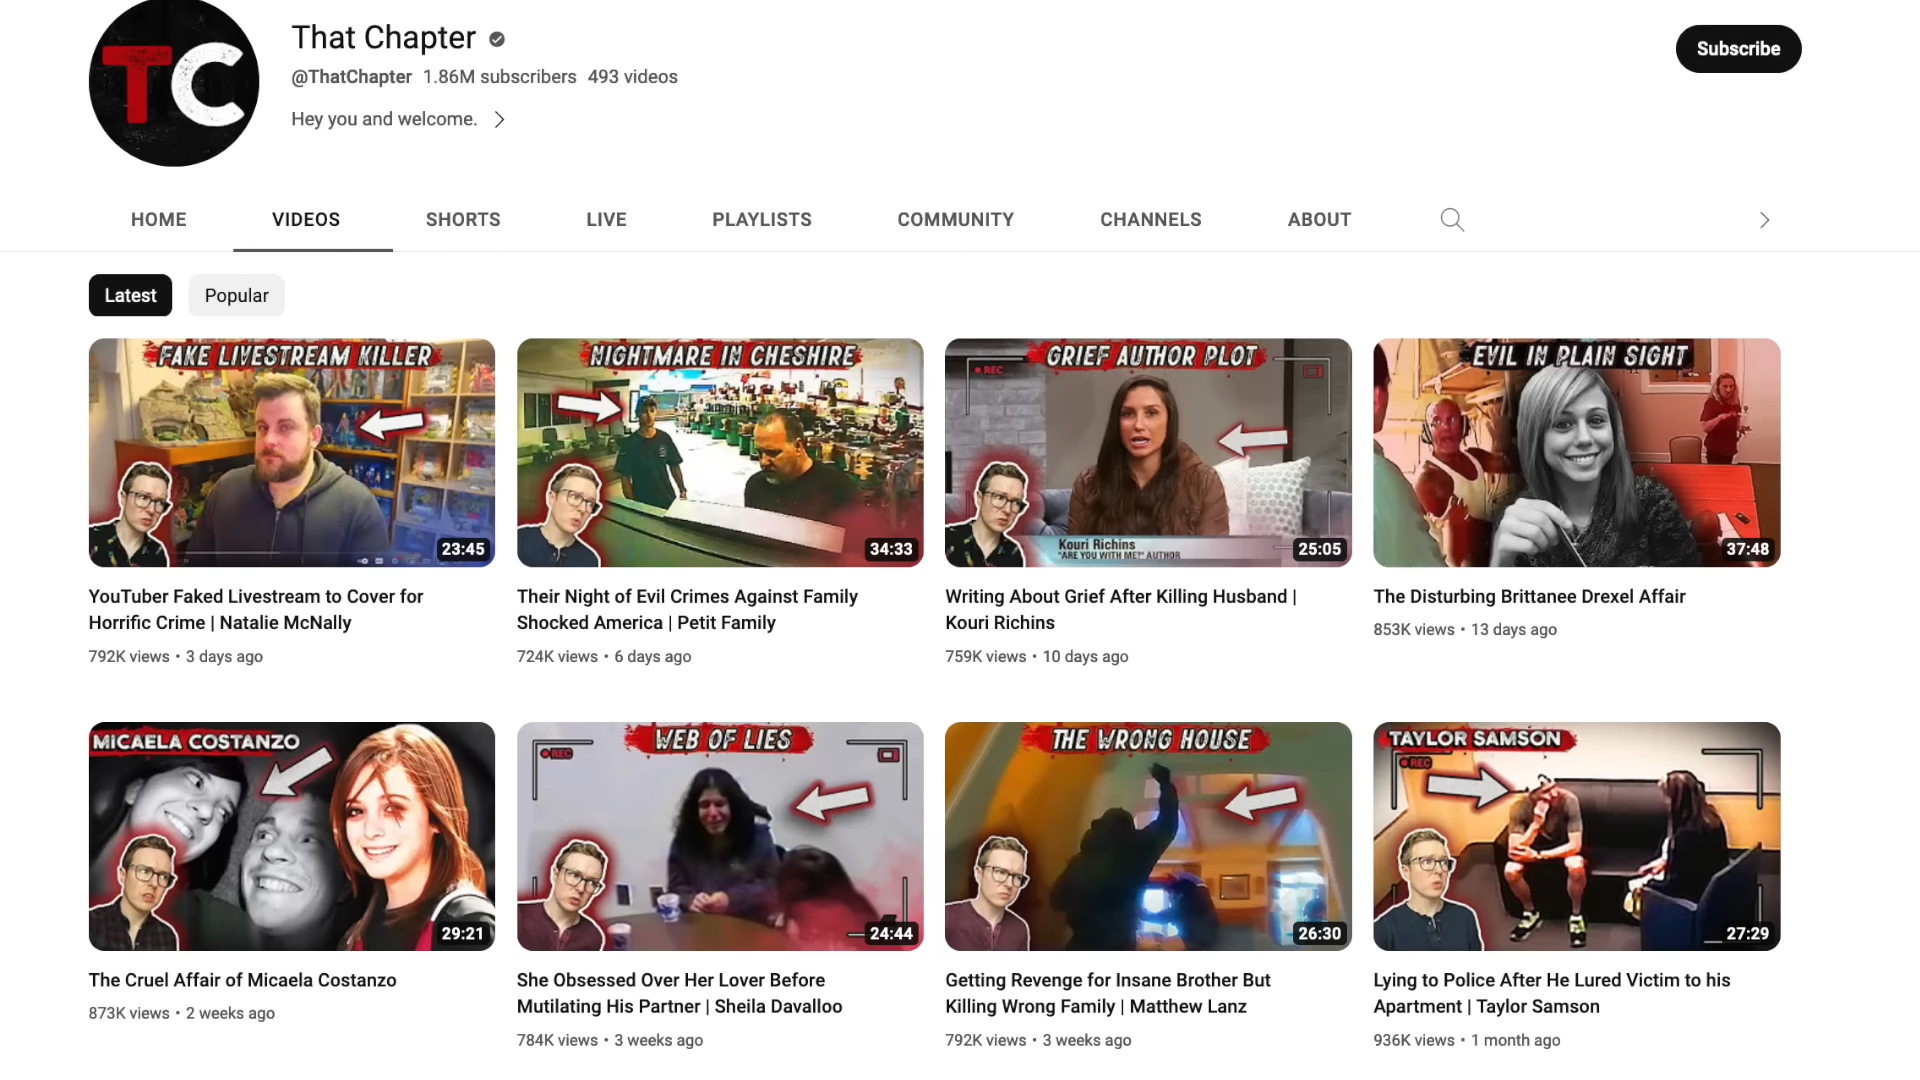 TC
That Chapter
@ThatChapter 1.86M subscribers 493 videos
Subscribe
Hey you and welcome.
HOME VIDEOS SHORTS LIVE PLAYLISTS COMMUNITY CHANNELS ABOUT
Latest Popular
FAKE LIVESTREAM KILLER
23:45
YouTuber Faked Livestream to Cover for
Horrific Crime | Natalie McNally
792K views • 3 days ago
NIGHTMARE IN CHESHIRE
34:33
Their Night of Evil Crimes Against Family
Shocked America | Petit Family
724K views • 6 days ago
GRIEF AUTHOR PLOT
REC
Kouri Richins
"ARE YOU WITH ME?" AUTHOR
25:05
Writing About Grief After Killing Husband |
Kouri Richins
759K views • 10 days ago
EVIL IN PLAIN SIGHT
37:48
The Disturbing Brittanee Drexel Affair
853K views • 13 days ago
MICAELA COSTANZO
29:21
The Cruel Affair of Micaela Costanzo
873K views • 2 weeks ago
WEB OF LIES
REC
24:44
She Obsessed Over Her Lover Before
Mutilating His Partner | Sheila Davalloo
784K views • 3 weeks ago
THE WRONG HOUSE
26:30
Getting Revenge for Insane Brother But
Killing Wrong Family | Matthew Lanz
792K views • 3 weeks ago
TAYLOR SAMSON
REC
27:29
Lying to Police After He Lured Victim to his
Apartment | Taylor Samson
936K views • 1 month ago